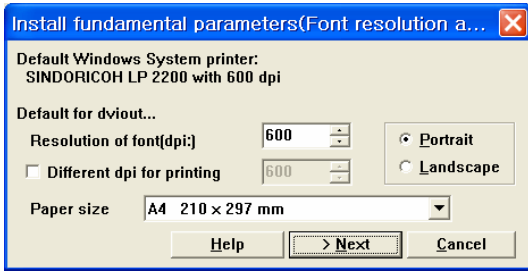 Install fundamental parameters(Font resolution a...
Default Windows System printer:
SINDORICOH LP 2200 with 600 dpi
Default for dviout...
Resolution of font(dpi:) 600
Portrait
Different dpi for printing 600
Landscape
Paper size A4 210 x 297 mm
Help > Next Cancel